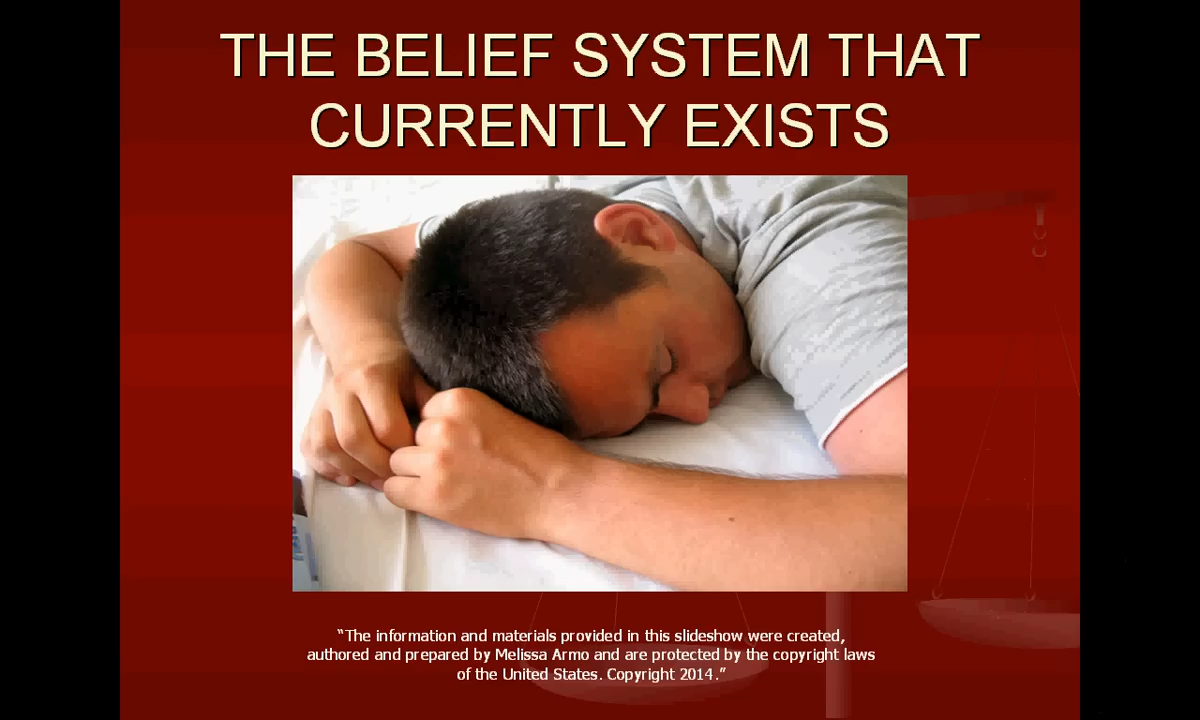 THE BELIEF SYSTEM THAT
CURRENTLY EXISTS
“The information and materials provided in this slideshow were created,
authored and prepared by Melissa Armo and are protected by the copyright laws
of the United States. Copyright 2014.”